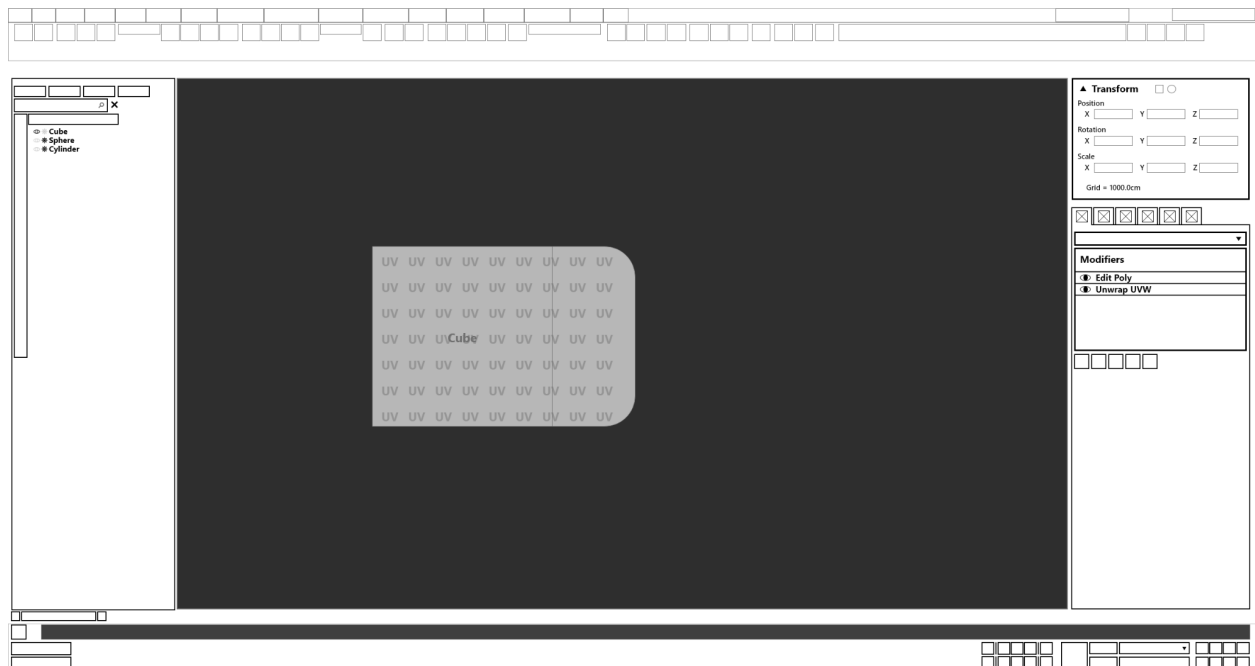 Transform
Position
X Y Z
Rotation
X Y Z
Scale
X Y Z
Grid = 1000.0cm
Cube
Sphere
Cylinder
UV UV UV UV UV UV UV UV UV
UV UV UV UV UV UV UV UV UV
UV UV UV UV UV UV UV UV UV
UV UV UV Cube UV UV UV UV UV UV
UV UV UV UV UV UV UV UV UV
UV UV UV UV UV UV UV UV UV
UV UV UV UV UV UV UV UV UV
Modifiers
Edit Poly
Unwrap UVW